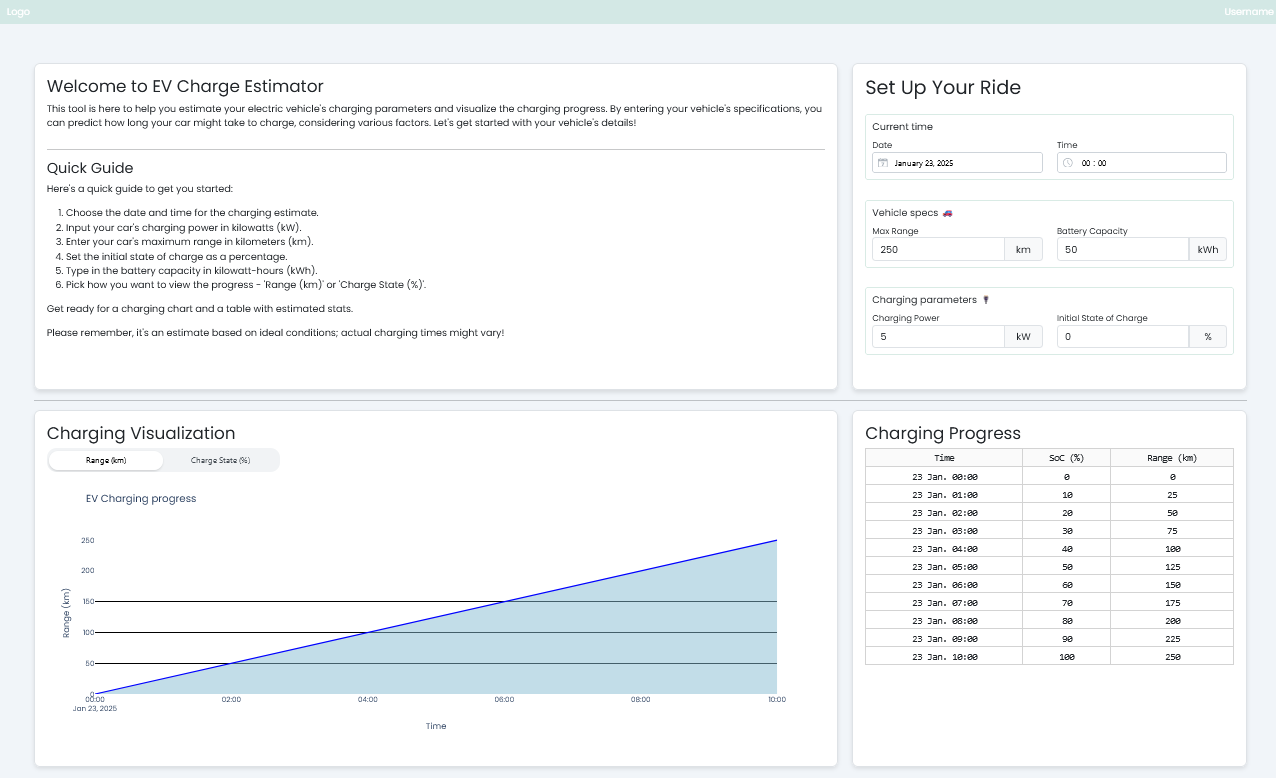 Logo
Username
Welcome to EV Charge Estimator
This tool is here to help you estimate your electric vehicle's charging parameters and visualize the charging progress. By entering your vehicle's specifications, you
can predict how long your car might take to charge, considering various factors. Let's get started with your vehicle's details!
Quick Guide
Here's a quick guide to get you started:
1. Choose the date and time for the charging estimate.
2. Input your car's charging power in kilowatts (kW).
3. Enter your car's maximum range in kilometers (km).
4. Set the initial state of charge as a percentage.
5. Type in the battery capacity in kilowatt-hours (kWh).
6. Pick how you want to view the progress - 'Range (km)' or 'Charge State (%)'.
Get ready for a charging chart and a table with estimated stats.
Please remember, it's an estimate based on ideal conditions; actual charging times might vary!
Set Up Your Ride
Current time
Date Time
January 23, 2025 00 : 00
Vehicle specs
Max Range Battery Capacity
250 km 50 kWh
Charging parameters
Charging Power Initial State of Charge
5 kW 0 %
Charging Visualization
Range (km) Charge State (%)
EV Charging progress
250
200
150
100
50
0
Range (km)
00:00 02:00 04:00 06:00 08:00 10:00
Jan 23, 2025
Time
Charging Progress
Time SoC (%) Range (km)
23 Jan. 00:00 0 0
23 Jan. 01:00 10 25
23 Jan. 02:00 20 50
23 Jan. 03:00 30 75
23 Jan. 04:00 40 100
23 Jan. 05:00 50 125
23 Jan. 06:00 60 150
23 Jan. 07:00 70 175
23 Jan. 08:00 80 200
23 Jan. 09:00 90 225
23 Jan. 10:00 100 250